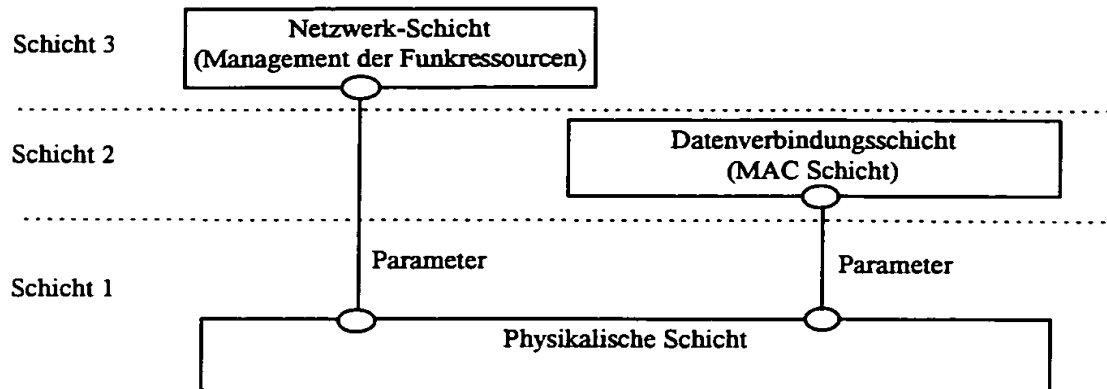 Schicht 3
Netzwerk-Schicht
(Management der Funkressourcen)
Schicht 2
Datenverbindungsschicht
(MAC Schicht)
Parameter
Parameter
Schicht 1
Physikalische Schicht